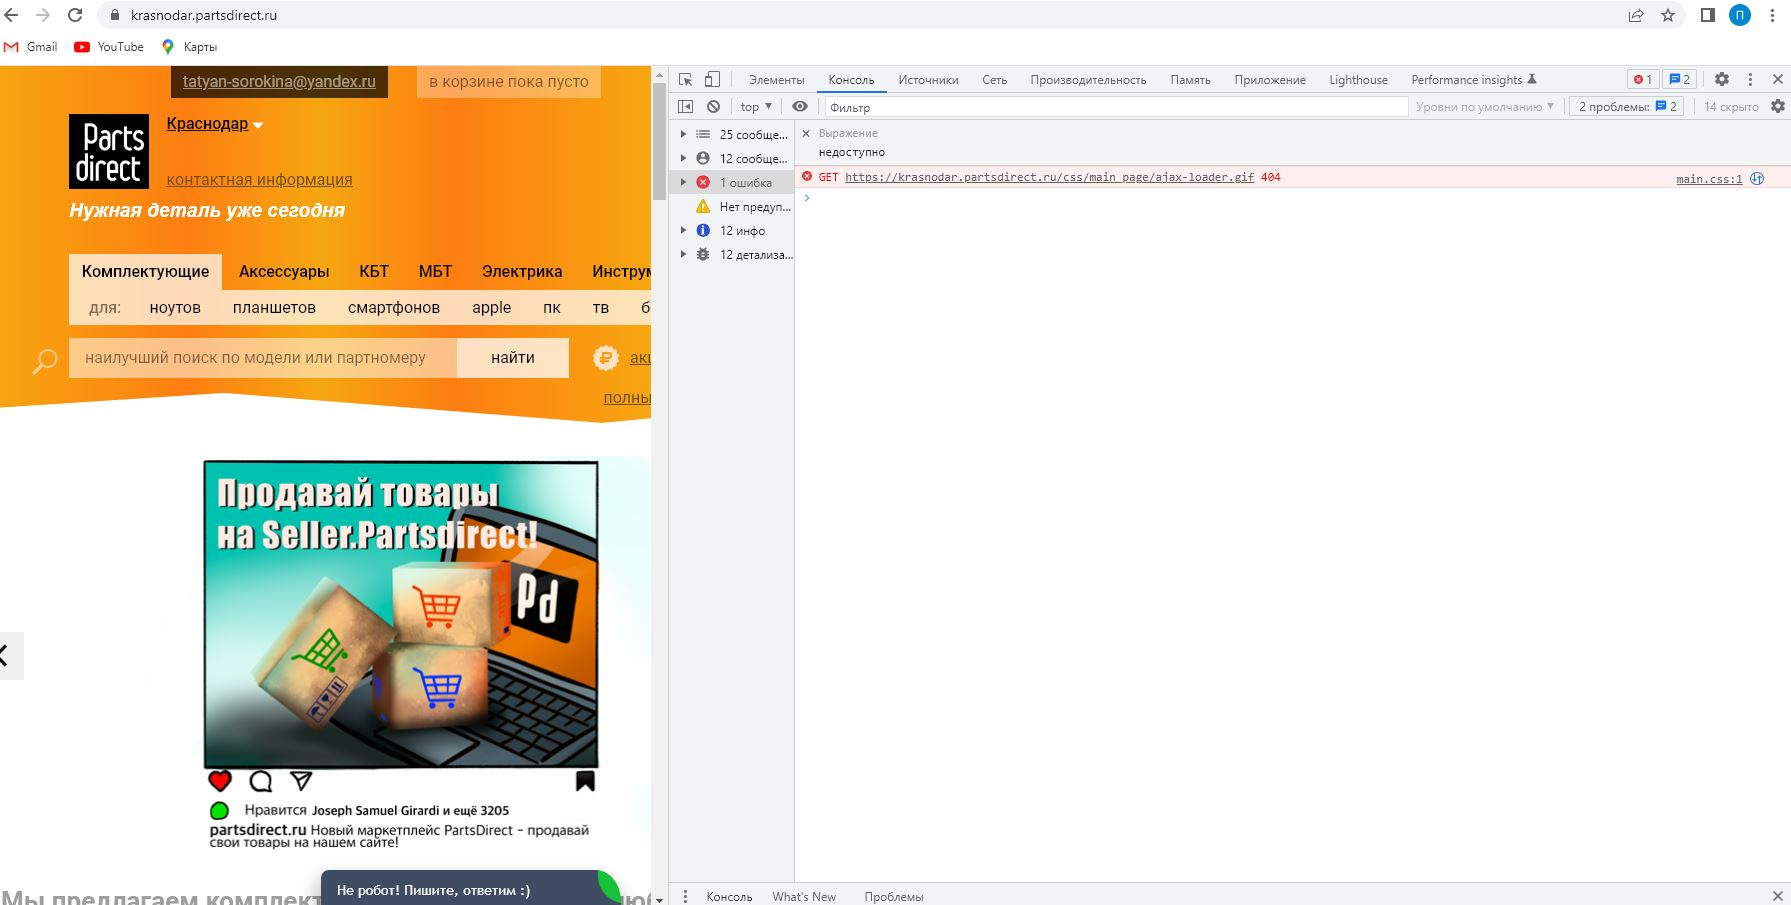 krasnodar.partsdirect.ru
П
Gmail
YouTube
Карты
tatyan-sorokina@yandex.ru
в корзине пока пусто
Parts
direct
Краснодар
контактная информация
Нужная деталь уже сегодня
Комплектующие Аксессуары КБТ МБТ Электрика Инструм
для: ноутов планшетов смартфонов apple пк тв б
наилучший поиск по модели или партномеру
найти
акц
полны
Продавай товары
на Seller.Partsdirect!
Pd
Нравится Joseph Samuel Girardi и ещё 3205
partsdirect.ru Новый маркетплейс PartsDirect - продавай
свои товары на нашем сайте!
Не робот! Пишите, ответим :)
Элементы Консоль Источники Сеть Производительность Память Приложение Lighthouse Performance insights
1
2
top
Фильтр
Уровни по умолчанию
2 проблемы: 2
14 скрыто
25 сообще...
12 сообще...
1 ошибка
Нет предуп...
12 инфо
12 детализа...
Выражение
недоступно
GET https://krasnodar.partsdirect.ru/css/main_page/ajax-loader.gif 404
main.css:1
Консоль What's New Проблемы